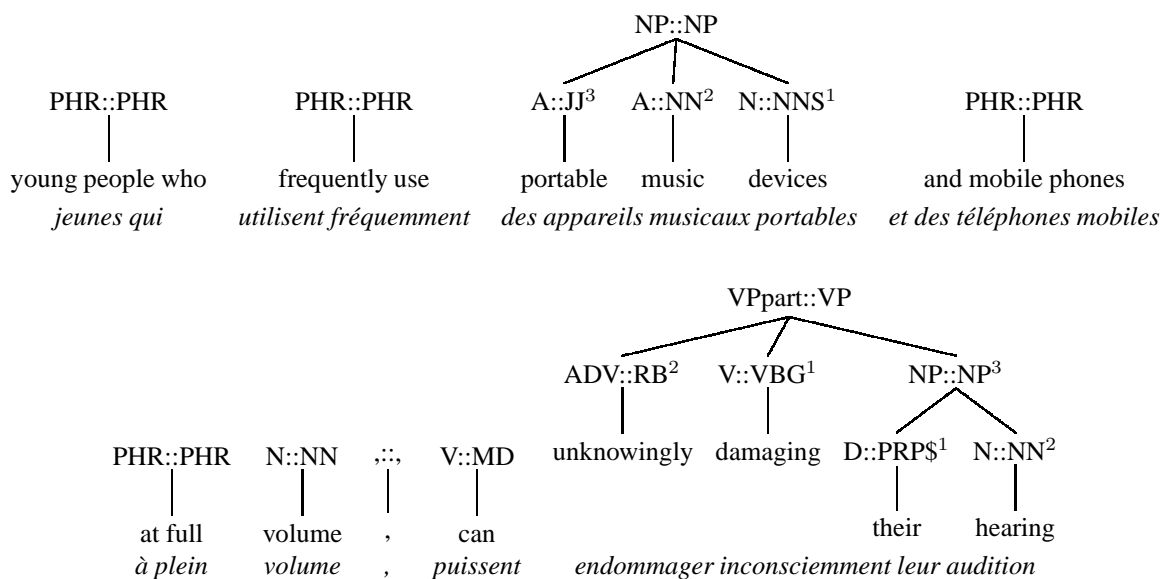 NP::NP
PHR::PHR PHR::PHR A::JJ³ A::NN² N::NNS¹ PHR::PHR
young people who frequently use portable music devices and mobile phones
jeunes qui utilisent fréquemment des appareils musicaux portables et des téléphones mobiles
VPpart::VP
ADV::RB² V::VBG¹ NP::NP³
PHR::PHR N::NN ,::, V::MD unknowingly damaging D::PRP$¹ N::NN²
at full volume , can their hearing
à plein volume , puissent endommager inconsciemment leur audition